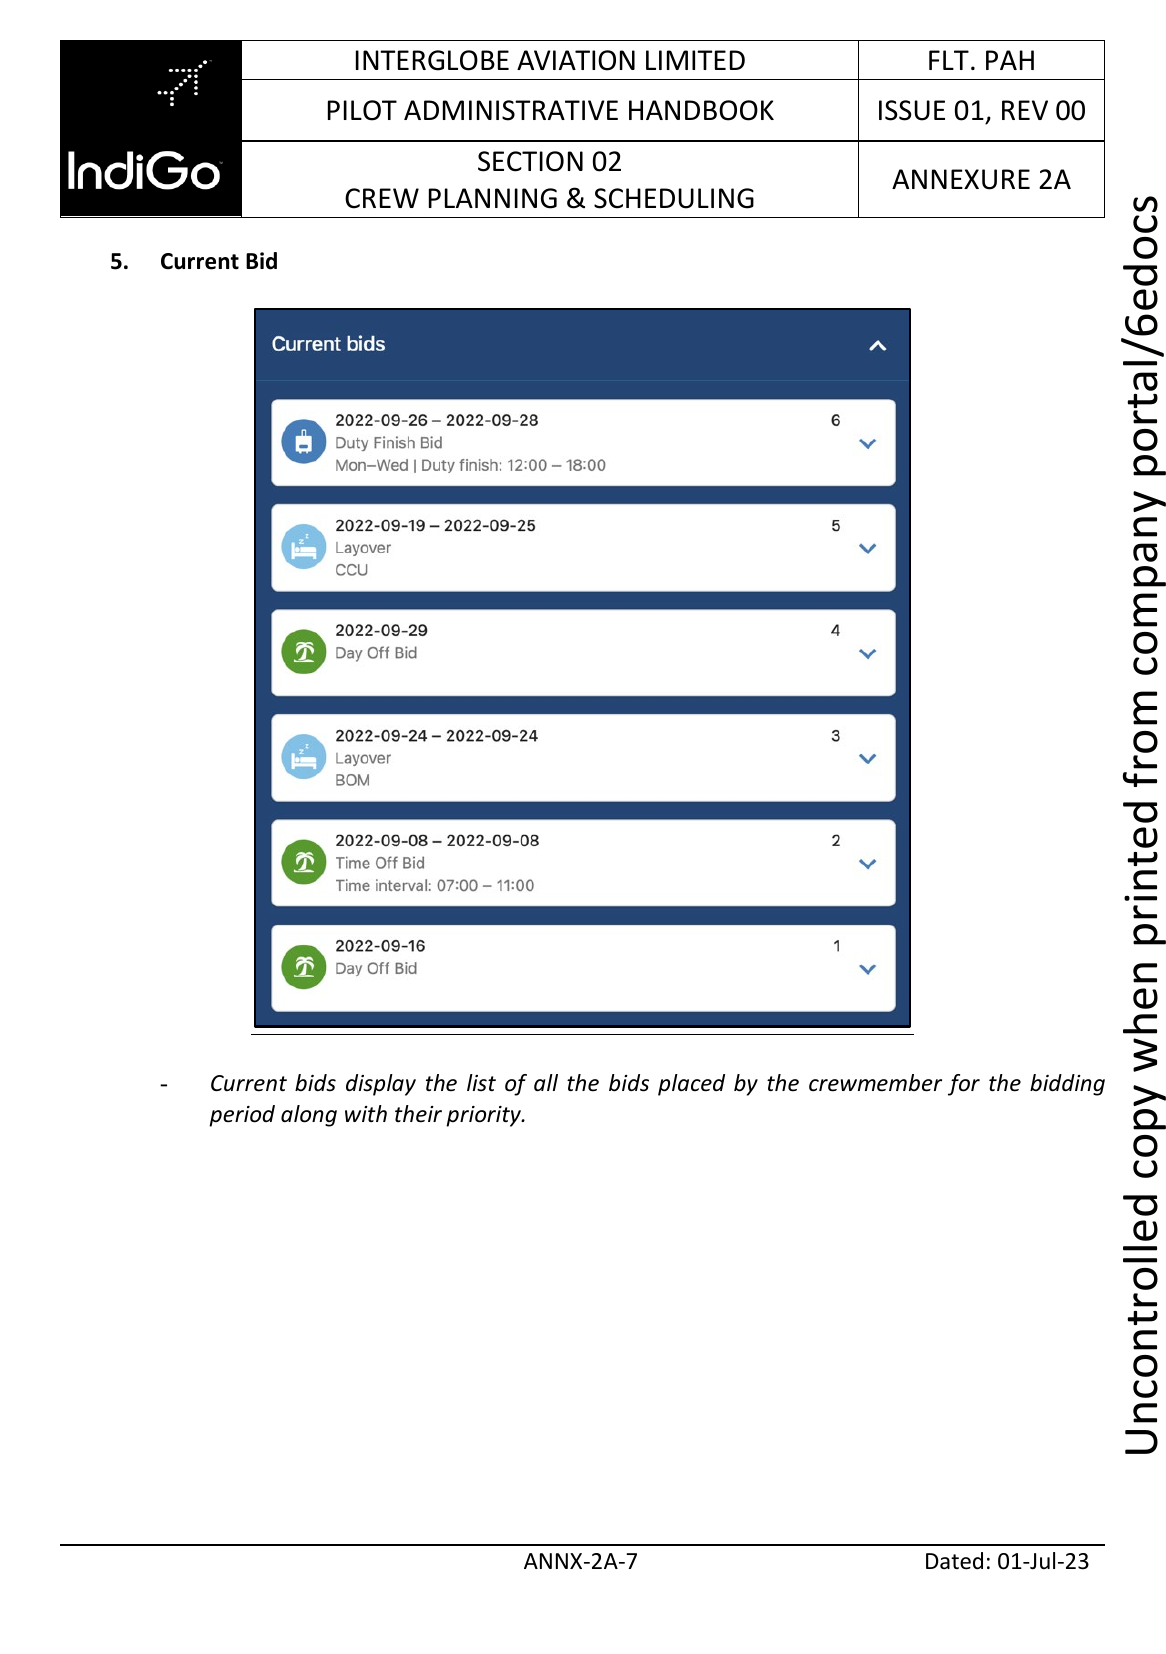 IndiGo
INTERGLOBE AVIATION LIMITED
FLT. PAH
PILOT ADMINISTRATIVE HANDBOOK
ISSUE 01, REV 00
SECTION 02
CREW PLANNING & SCHEDULING
ANNEXURE 2A
5. Current Bid
Current bids
2022-09-26 – 2022-09-28 6
Duty Finish Bid
Mon–Wed | Duty finish: 12:00 – 18:00
2022-09-19 – 2022-09-25 5
Layover
CCU
2022-09-29 4
Day Off Bid
2022-09-24 – 2022-09-24 3
Layover
BOM
2022-09-08 – 2022-09-08 2
Time Off Bid
Time interval: 07:00 – 11:00
2022-09-16 1
Day Off Bid
- Current bids display the list of all the bids placed by the crewmember for the bidding
period along with their priority.
ANNX-2A-7
Dated: 01-Jul-23
Uncontrolled copy when printed from company portal/6edocs